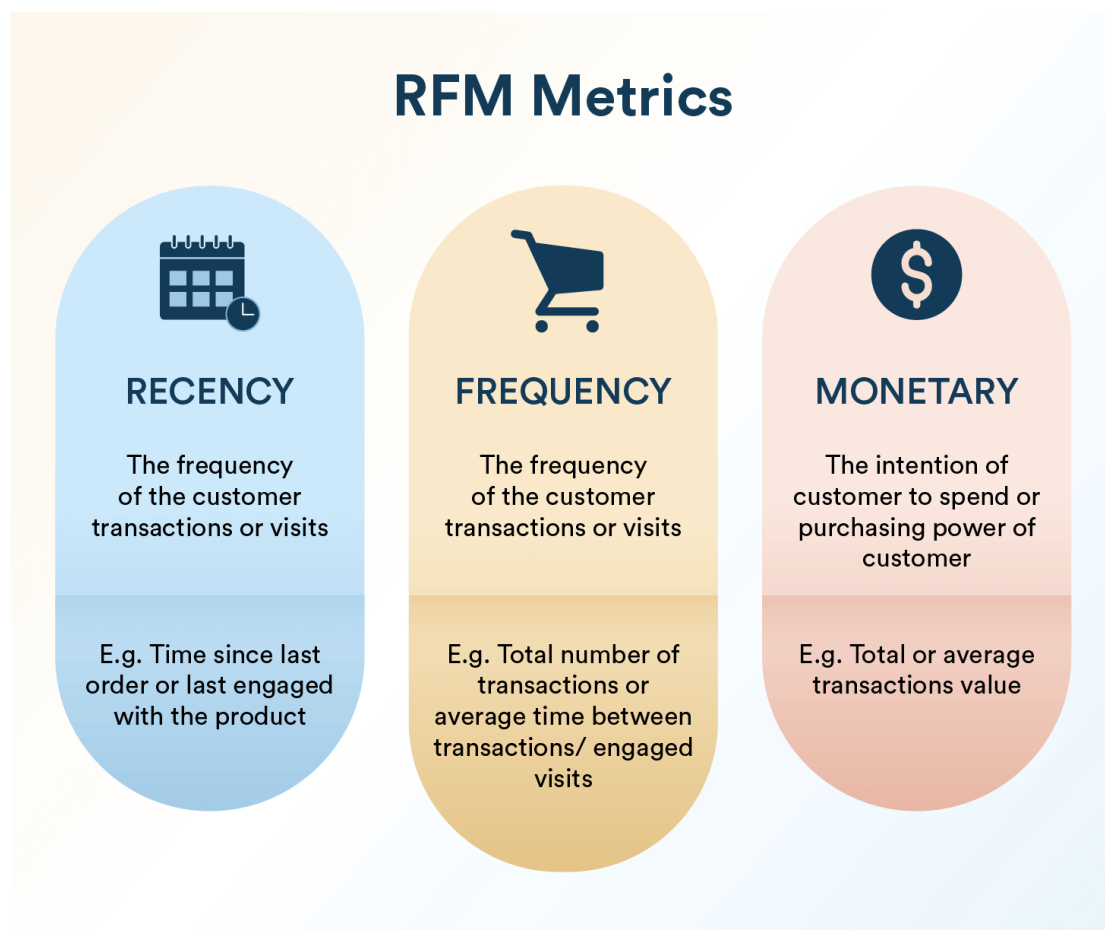 RFM Metrics
RECENCY
The frequency
of the customer
transactions or visits
E.g. Time since last
order or last engaged
with the product
FREQUENCY
The frequency
of the customer
transactions or visits
E.g. Total number of
transactions or
average time between
transactions/ engaged
visits
MONETARY
The intention of
customer to spend or
purchasing power of
customer
E.g. Total or average
transactions value